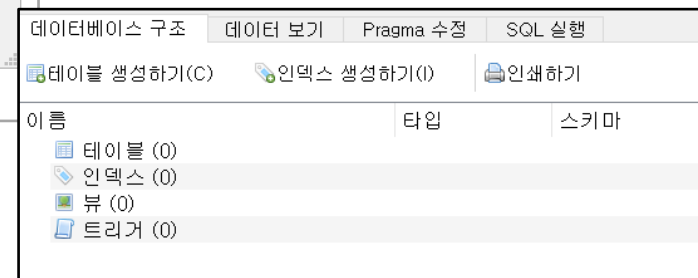 데이터베이스 구조 데이터 보기 Pragma 수정 SQL 실행
테이블 생성하기(C) 인덱스 생성하기(I) 인쇄하기
이름 타입 스키마
테이블 (0)
인덱스 (0)
뷰 (0)
트리거 (0)